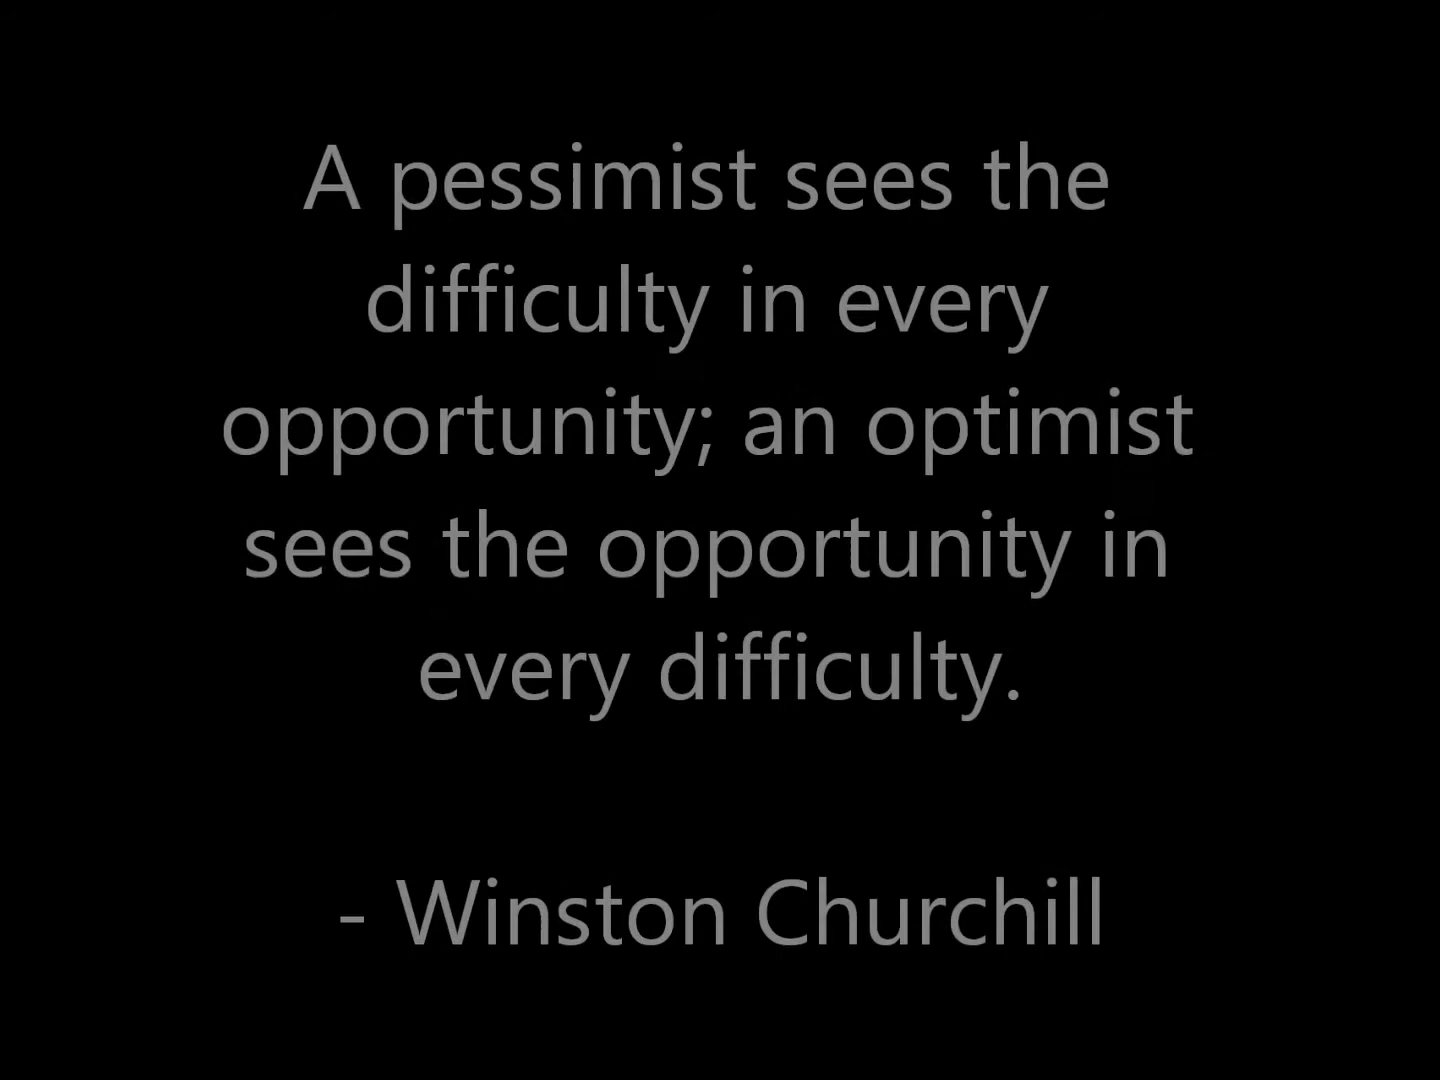 A pessimist sees the
difficulty in every
opportunity; an optimist
sees the opportunity in
every difficulty.
- Winston Churchill